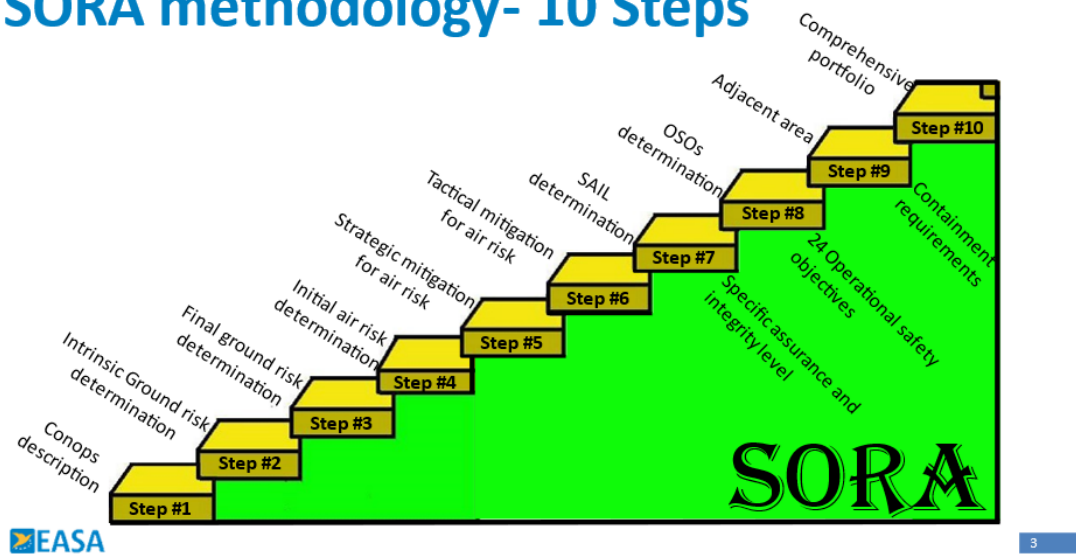 SORA methodology- 10 Steps
Conops
description
Step #1
Intrinsic Ground risk
determination
Step #2
Final ground risk
determination
Step #3
Initial air risk
determination
Step #4
Strategic mitigation
for air risk
Step #5
Tactical mitigation
for air risk
Step #6
SAIL
determination
Step #7
Specific assurance and
integrity level
OSOs
determination
Step #8
24 Operational safety
objectives
Adjacent area
Step #9
Containment
requirements
Comprehensive
portfolio
Step #10
SORA
EASA
3